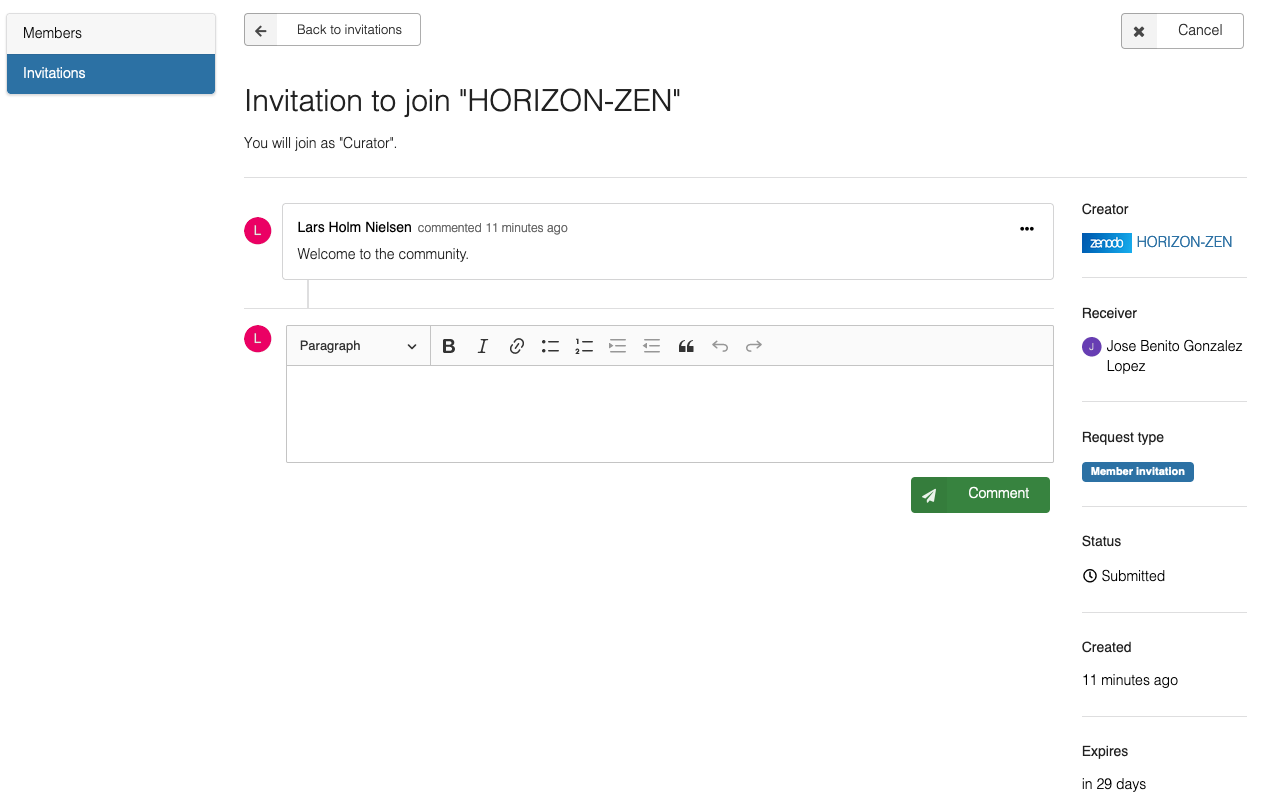 Members
Invitations
Back to invitations
Cancel
Invitation to join "HORIZON-ZEN"
You will join as "Curator".
L
Lars Holm Nielsen commented 11 minutes ago
Welcome to the community.
L
Paragraph
Comment
Creator
zenodo HORIZON-ZEN
Receiver
J Jose Benito Gonzalez
Lopez
Request type
Member invitation
Status
Submitted
Created
11 minutes ago
Expires
in 29 days